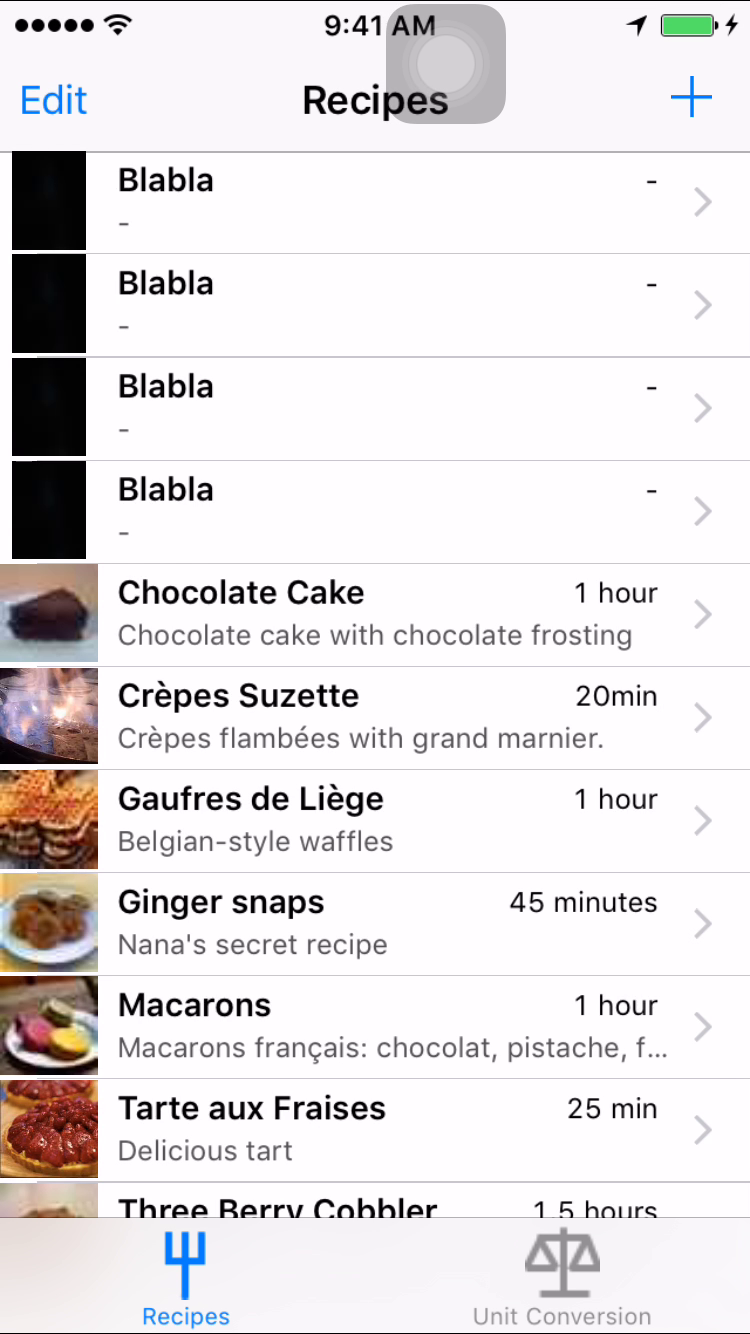 9:41 AM
Edit
Recipes
Blabla
-
-
Blabla
-
-
Blabla
-
-
Blabla
-
-
Chocolate Cake
1 hour
Chocolate cake with chocolate frosting
Crèpes Suzette
20min
Crèpes flambées with grand marnier.
Gaufres de Liège
1 hour
Belgian-style waffles
Ginger snaps
45 minutes
Nana's secret recipe
Macarons
1 hour
Macarons français: chocolat, pistache, f...
Tarte aux Fraises
25 min
Delicious tart
Three Berry Cobbler
1.5 hours
Recipes
Unit Conversion